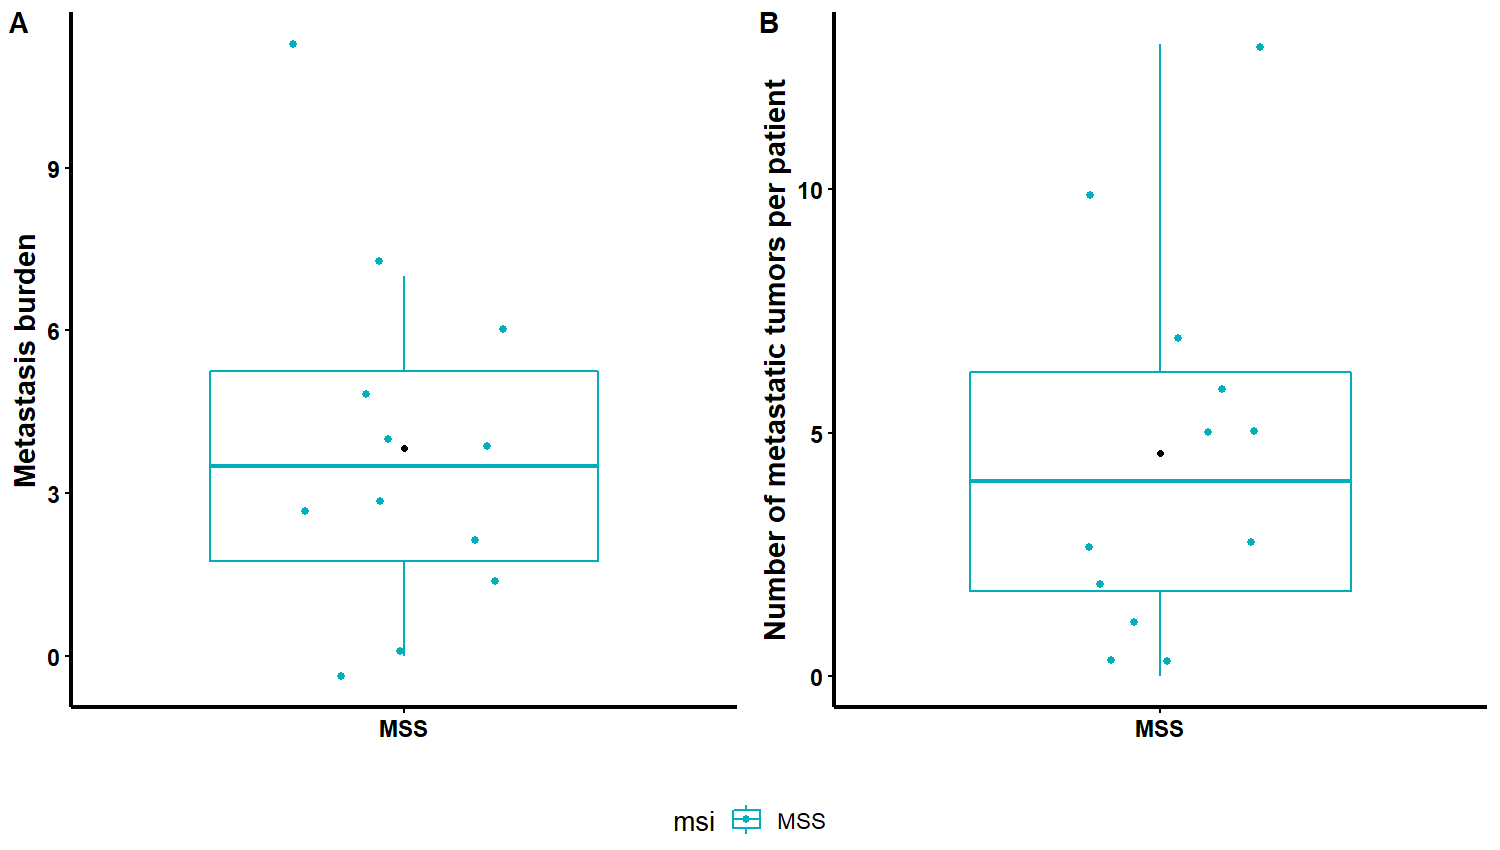 A
Metastasis burden
9
6
3
0
MSS
B
Number of metastatic tumors per patient
10
5
0
MSS
msi MSS